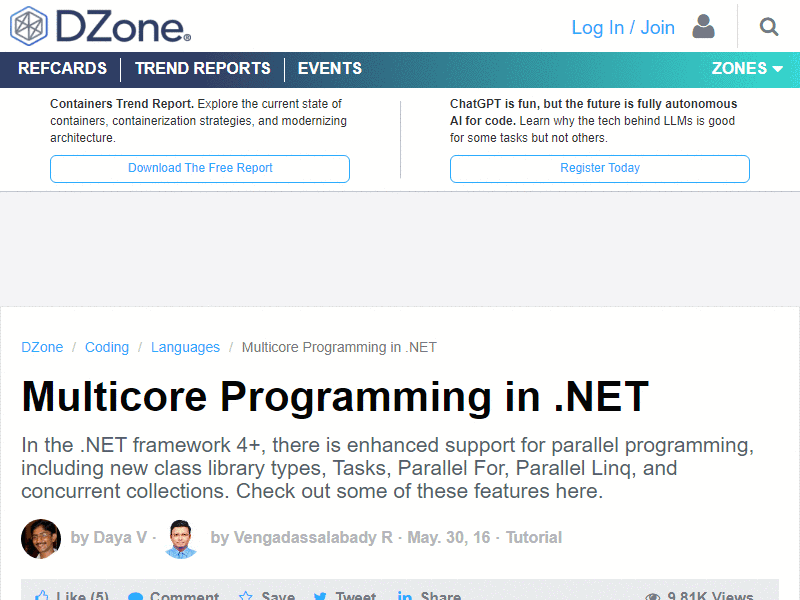 DZone.
Log In / Join
REFCARDS
TREND REPORTS
EVENTS
ZONES
Containers Trend Report. Explore the current state of
containers, containerization strategies, and modernizing
architecture.
Download The Free Report
ChatGPT is fun, but the future is fully autonomous
AI for code. Learn why the tech behind LLMs is good
for some tasks but not others.
Register Today
DZone / Coding / Languages / Multicore Programming in .NET
Multicore Programming in .NET
In the .NET framework 4+, there is enhanced support for parallel programming,
including new class library types, Tasks, Parallel For, Parallel Linq, and
concurrent collections. Check out some of these features here.
by Daya V · by Vengadassalabady R · May. 30, 16 · Tutorial
Like (5) Comment Save Tweet Share 9.81K Views